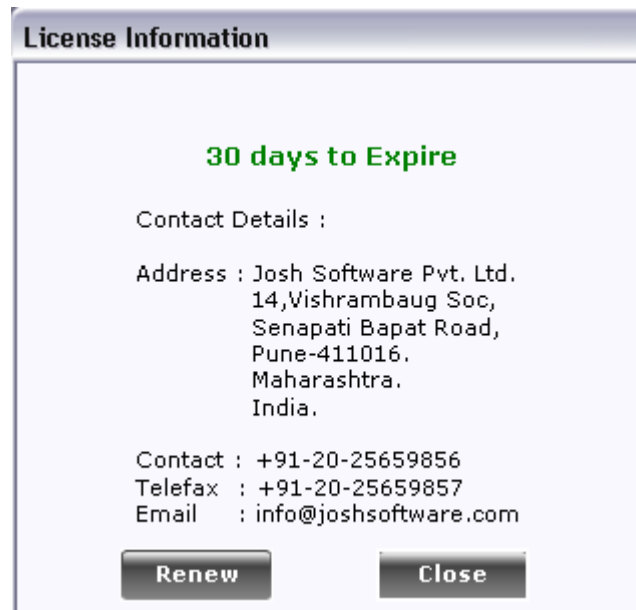 License Information
30 days to Expire
Contact Details :
Address : Josh Software Pvt. Ltd.
14,Vishrambaug Soc,
Senapati Bapat Road,
Pune-411016.
Maharashtra.
India.
Contact : +91-20-25659856
Telefax : +91-20-25659857
Email : info@joshsoftware.com
Renew Close